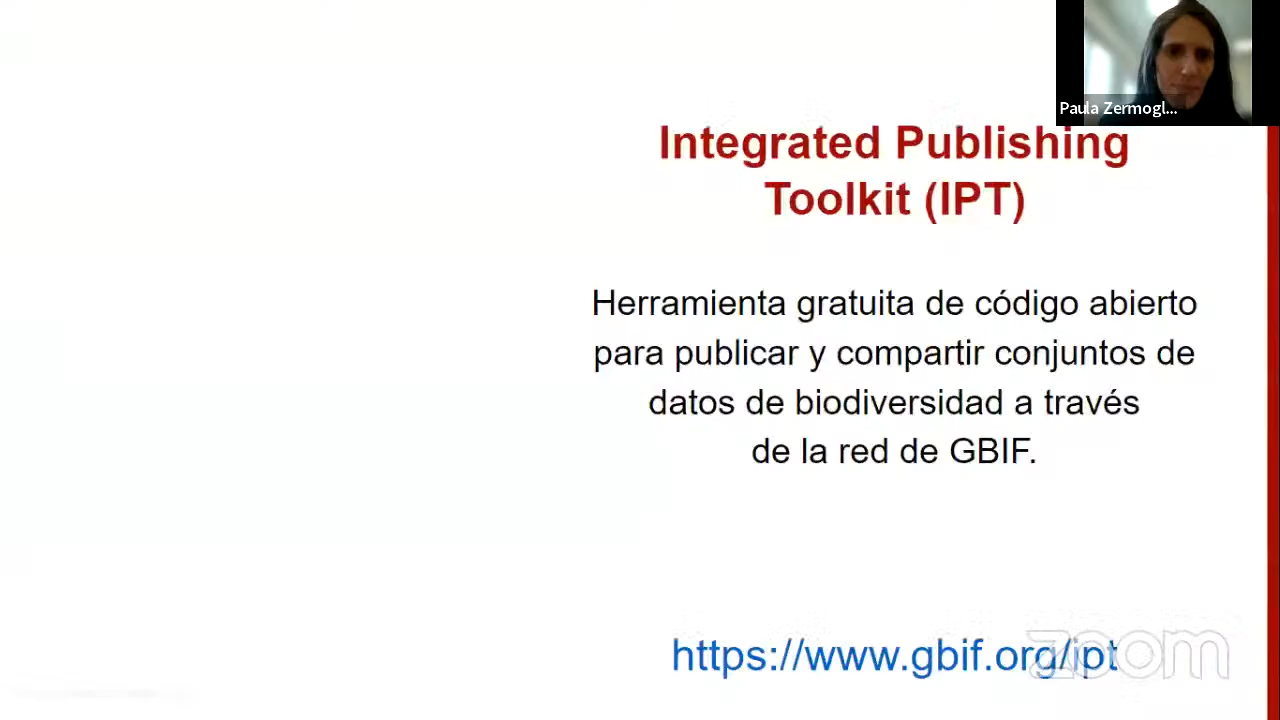 Paula Zermogl...
Integrated Publishing
Toolkit (IPT)
Herramienta gratuita de código abierto
para publicar y compartir conjuntos de
datos de biodiversidad a través
de la red de GBIF.
https://www.gbif.org/ipt
zoom